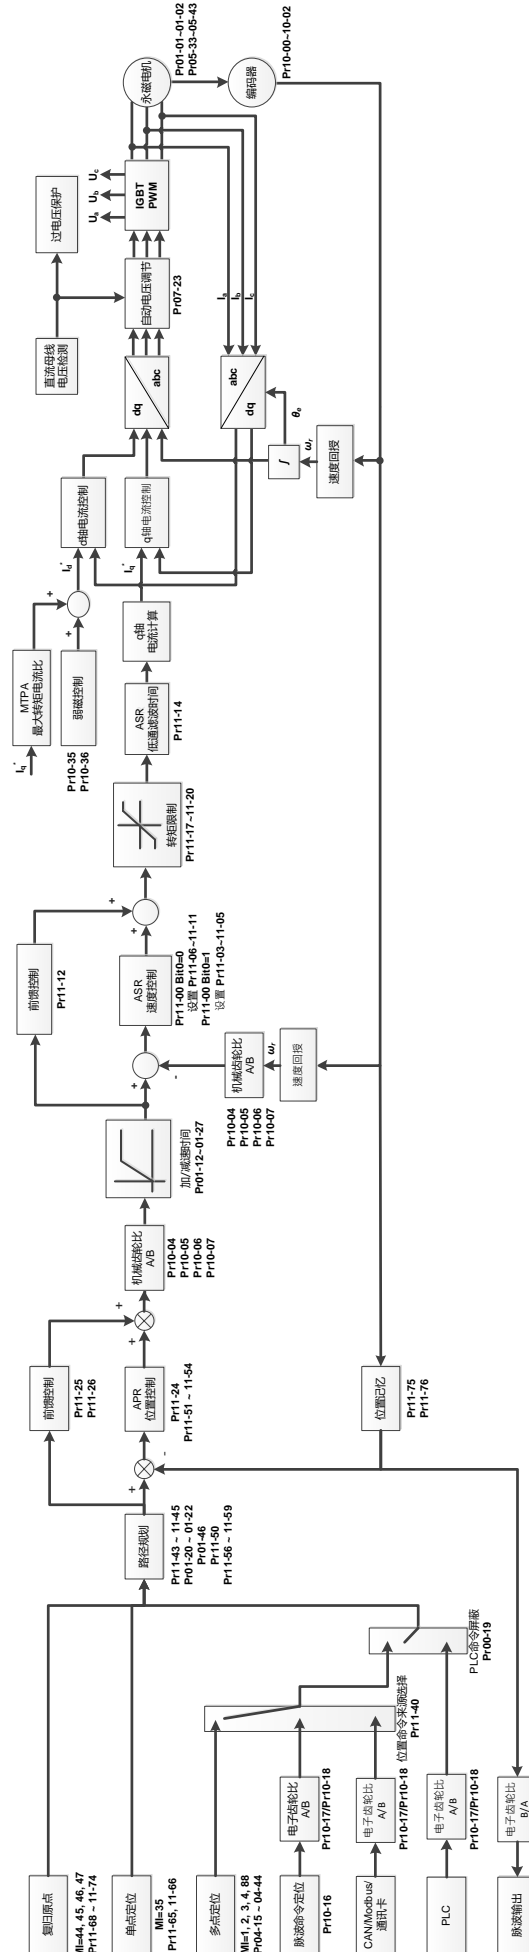 复归原点
MI=44, 45, 46, 47
Pr11-68 ~ 11-74
单点定位
MI=35
Pr11-65, 11-66
多点定位
MI=1, 2, 3, 4, 88
Pr04-15 ~ 04-44
脉波命令定位
Pr10-16
CAN/Modbus/
通讯卡
PLC
脉波输出
电子齿轮比
A/B
Pr10-17/Pr10-18
电子齿轮比
A/B
Pr10-17/Pr10-18
电子齿轮比
A/B
Pr10-17/Pr10-18
电子齿轮比
B/A
位置命令来源选择
Pr11-40
PLC命令屏蔽
Pr00-19
路径规划
Pr11-43 ~ 11-45
Pr01-20 ~ 01-22
Pr01-46
Pr11-50
Pr11-56 ~ 11-59
+
-
前馈控制
Pr11-25
Pr11-26
APR
位置控制
Pr11-24
Pr11-51 ~ 11-54
位置记忆
Pr11-75
Pr11-76
+
+
机械齿轮比
A/B
Pr10-04
Pr10-05
Pr10-06
Pr10-07
加/减速时间
Pr01-12~01-27
+
-
机械齿轮比
A/B
Pr10-04
Pr10-05
Pr10-06
Pr10-07
ωr
速度回授
前馈控制
Pr11-12
ASR
速度控制
Pr11-00 Bit0=0
设置 Pr11-06~11-11
Pr11-00 Bit0=1
设置 Pr11-03~11-05
+
+
转矩限制
Pr11-17~11-20
ASR
低通滤波时间
Pr11-14
q轴
电流计算
Iq*
MTPA
最大转矩电流比
弱磁控制
Pr10-35
Pr10-36
+
+
Id*
Iq*
d轴电流控制
q轴电流控制
dq
abc
abc
dq
θe
∫
ωr
速度回授
直流母线
电压检测
过电压保护
自动电压调节
Pr07-23
Ia
Ib
Ic
IGBT
PWM
Ua
Ub
Uc
永磁电机
Pr01-01~01-02
Pr05-33~05-43
编码器
Pr10-00~10-02